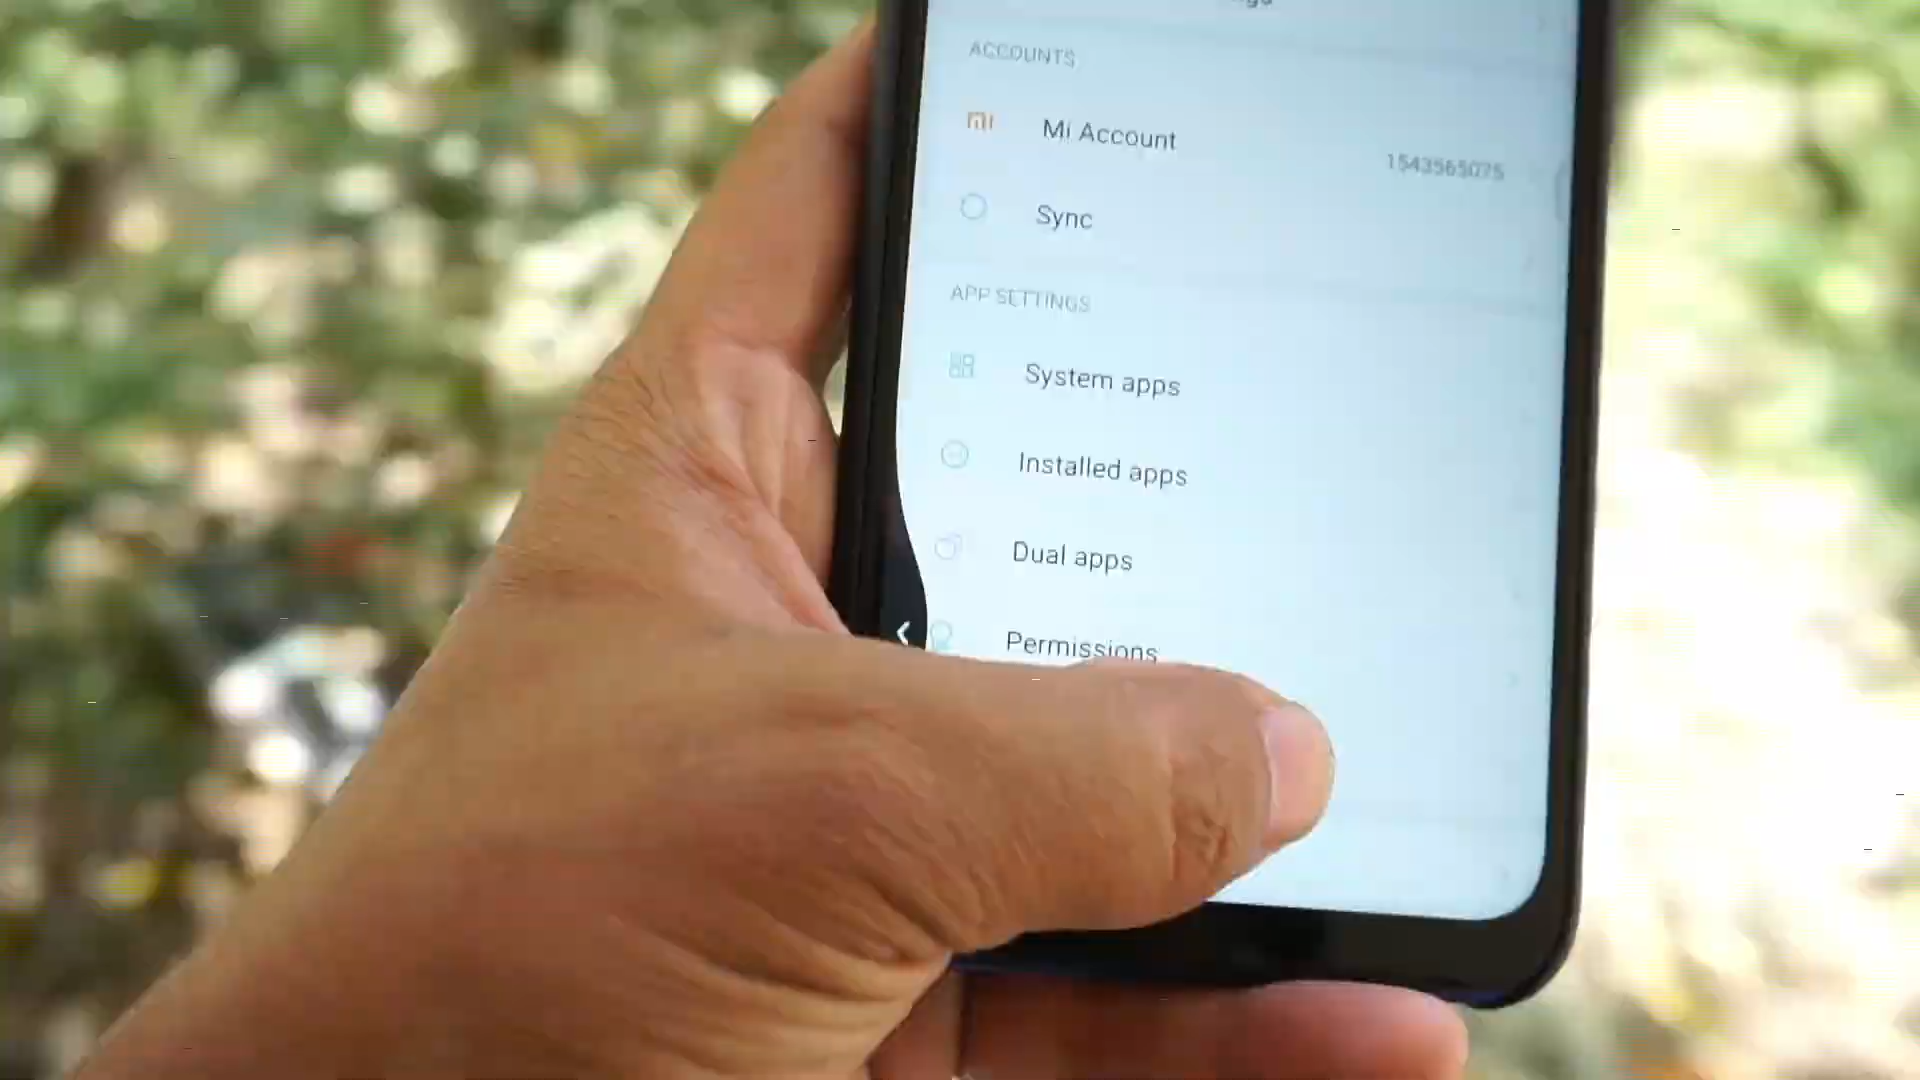 ACCOUNTS
Mi Account
1543565075
Sync
APP SETTINGS
System apps
Installed apps
Dual apps
Permissions